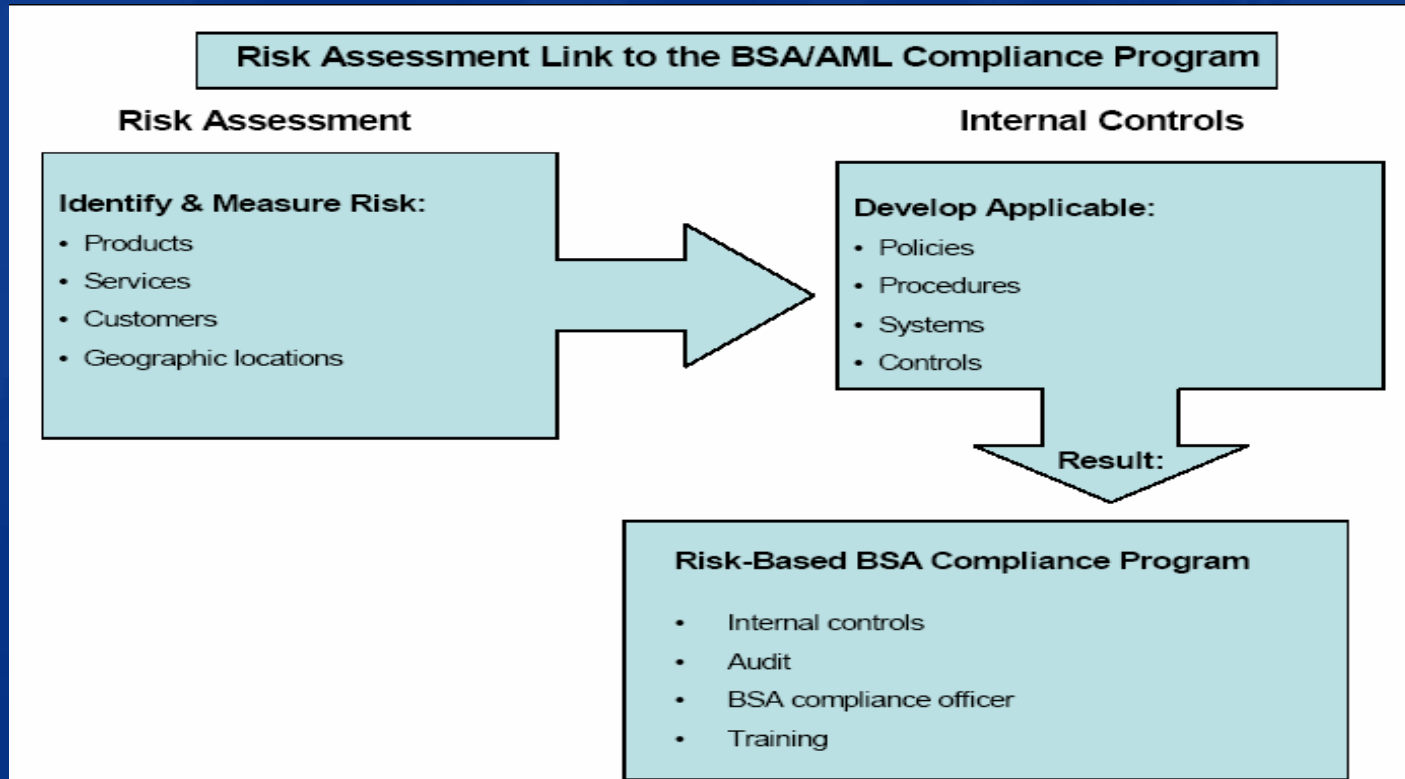 Risk Assessment Link to the BSA/AML Compliance Program
Risk Assessment
Identify & Measure Risk:
• Products
• Services
• Customers
• Geographic locations
Internal Controls
Develop Applicable:
• Policies
• Procedures
• Systems
• Controls
Result:
Risk-Based BSA Compliance Program
• Internal controls
• Audit
• BSA compliance officer
• Training